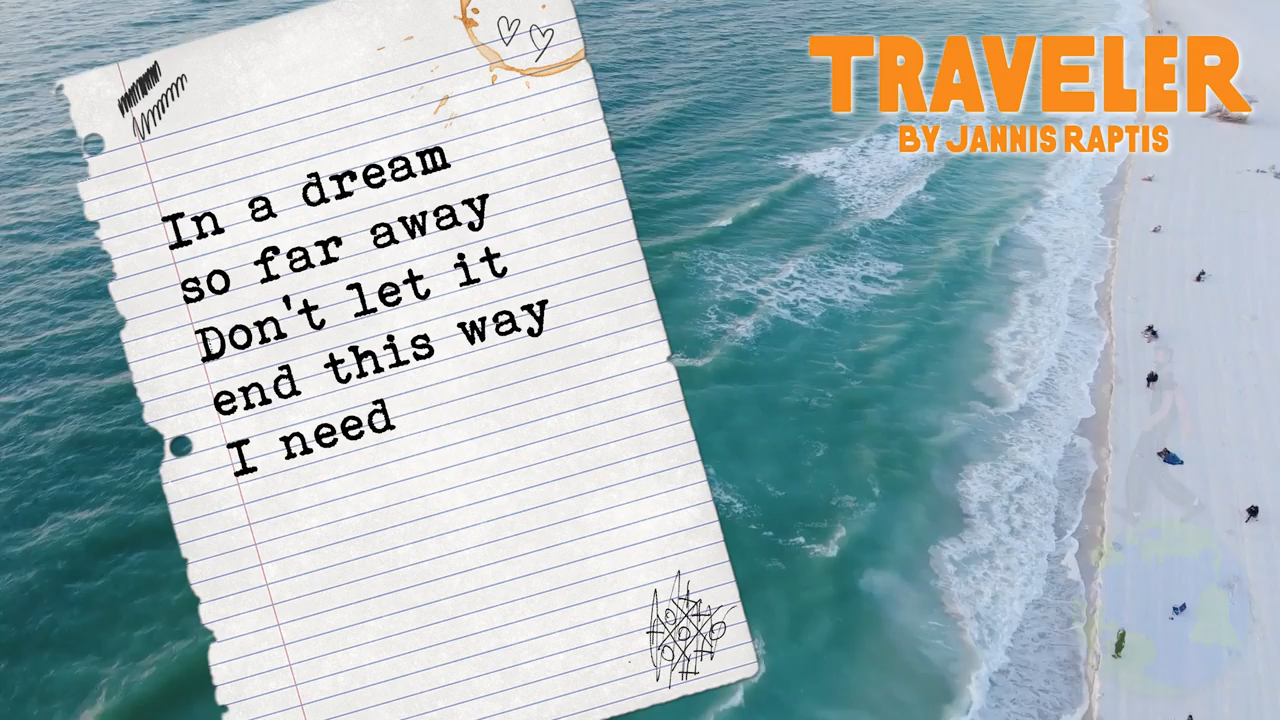 In a dream
so far away
Don't let it
end this way
I need
TRAVELER
BY JANNIS RAPTIS